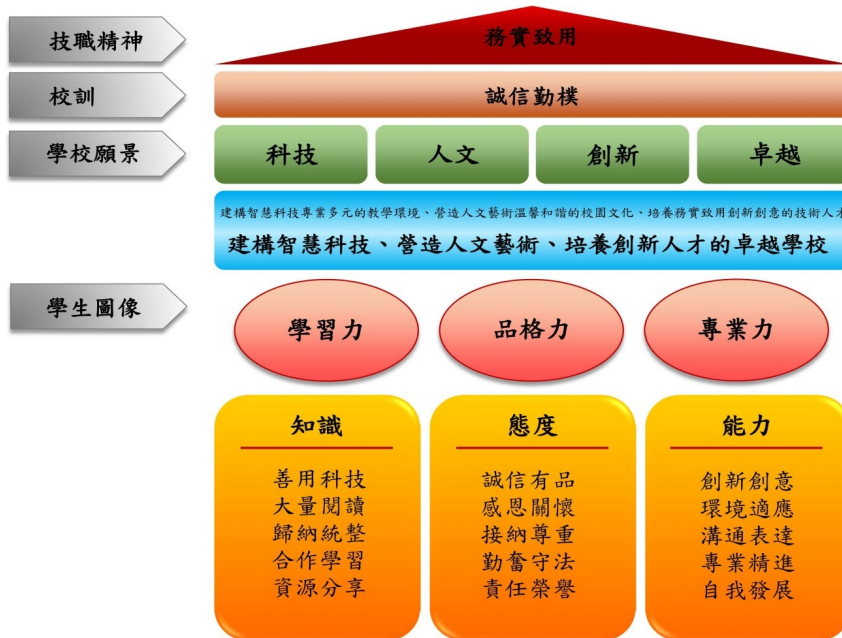 技職精神
務實致用
校訓
誠信勤樸
學校願景
科技
人文
創新
卓越
建構智慧科技專業多元的教學環境、營造人文藝術溫馨和諧的校園文化、培養務實致用創新創意的技術人才
建構智慧科技、營造人文藝術、培養創新人才的卓越學校
學生圖像
學習力
品格力
專業力
知識
善用科技
大量閱讀
歸納統整
合作學習
資源分享
態度
誠信有品
感恩關懷
接納尊重
勤奮守法
責任榮譽
能力
創新創意
環境適應
溝通表達
專業精進
自我發展